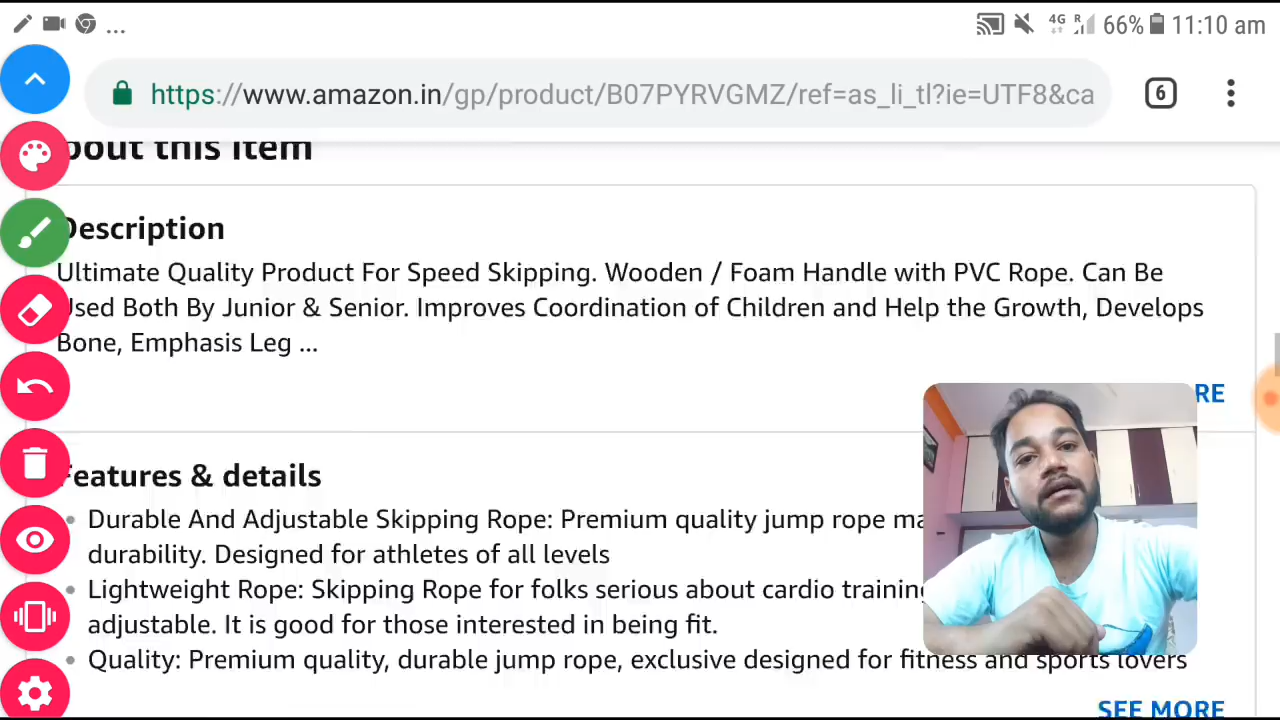 ... 4G R 66% 11:10 am
https://www.amazon.in/gp/product/B07PYRVGMZ/ref=as_li_tl?ie=UTF8&ca 6
bout this item
Description
Ultimate Quality Product For Speed Skipping. Wooden / Foam Handle with PVC Rope. Can Be
Used Both By Junior & Senior. Improves Coordination of Children and Help the Growth, Develops
Bone, Emphasis Leg ...
RE
Features & details
• Durable And Adjustable Skipping Rope: Premium quality jump rope ma
durability. Designed for athletes of all levels
• Lightweight Rope: Skipping Rope for folks serious about cardio training
adjustable. It is good for those interested in being fit.
• Quality: Premium quality, durable jump rope, exclusive designed for fitness and sports lovers
SEE MORE